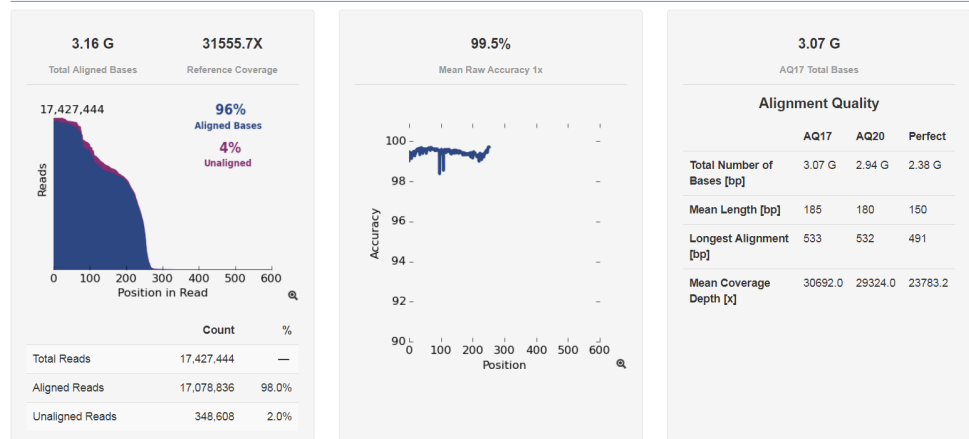 3.16 G 31555.7X
Total Aligned Bases Reference Coverage
17,427,444
96%
Aligned Bases
4%
Unaligned
Reads
0 100 200 300 400 500 600
Position in Read
Count %
Total Reads 17,427,444 —
Aligned Reads 17,078,836 98.0%
Unaligned Reads 348,608 2.0%
99.5%
Mean Raw Accuracy 1x
100
98
96
94
92
90
Accuracy
0 100 200 300 400 500 600
Position
3.07 G
AQ17 Total Bases
Alignment Quality
AQ17 AQ20 Perfect
Total Number of 3.07 G 2.94 G 2.38 G
Bases [bp]
Mean Length [bp] 185 180 150
Longest Alignment 533 532 491
[bp]
Mean Coverage 30692.0 29324.0 23783.2
Depth [x]